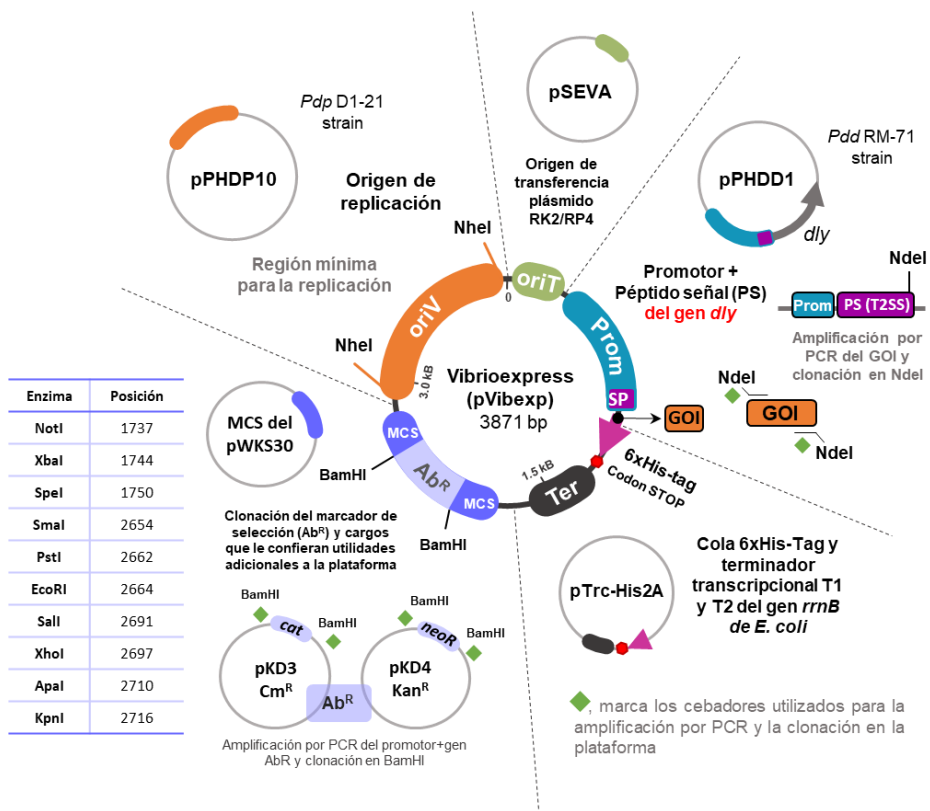 pPHDP10
Pdp D1-21
strain
Origen de
replicación
Región mínima
para la replicación
pSEVA
Origen de
transferencia
plásmido
RK2/RP4
Pdd RM-71
strain
pPHDD1
dly
Promotor +
Péptido señal (PS)
del gen dly
NdeI
Prom
PS (T2SS)
Amplificación por
PCR del GOI y
clonación en NdeI
NdeI
GOI
NdeI
NheI
oriV
NheI
oriT
0
Prom
SP
GOI
3.0 kB
Vibrioexpress
(pVibexp)
3871 bp
1.5 kB
6xHis-tag
Codon STOP
Ter
MCS
AbR
MCS
BamHI
BamHI
Enzima Posición
NotI 1737
XbaI 1744
SpeI 1750
SmaI 2654
PstI 2662
EcoRI 2664
SalI 2691
XhoI 2697
ApaI 2710
KpnI 2716
MCS del
pWKS30
Clonación del marcador de
selección (AbR) y cargos
que le confieran utilidades
adicionales a la plataforma
BamHI
cat
BamHI
pKD3
CmR
BamHI
neoR
BamHI
pKD4
KanR
AbR
Amplificación por PCR del promotor+gen
AbR y clonación en BamHI
pTrc-His2A
Cola 6xHis-Tag y
terminador
transcripcional T1
y T2 del gen rrnB
de E. coli
, marca los cebadores utilizados para la
amplificación por PCR y la clonación en la
plataforma